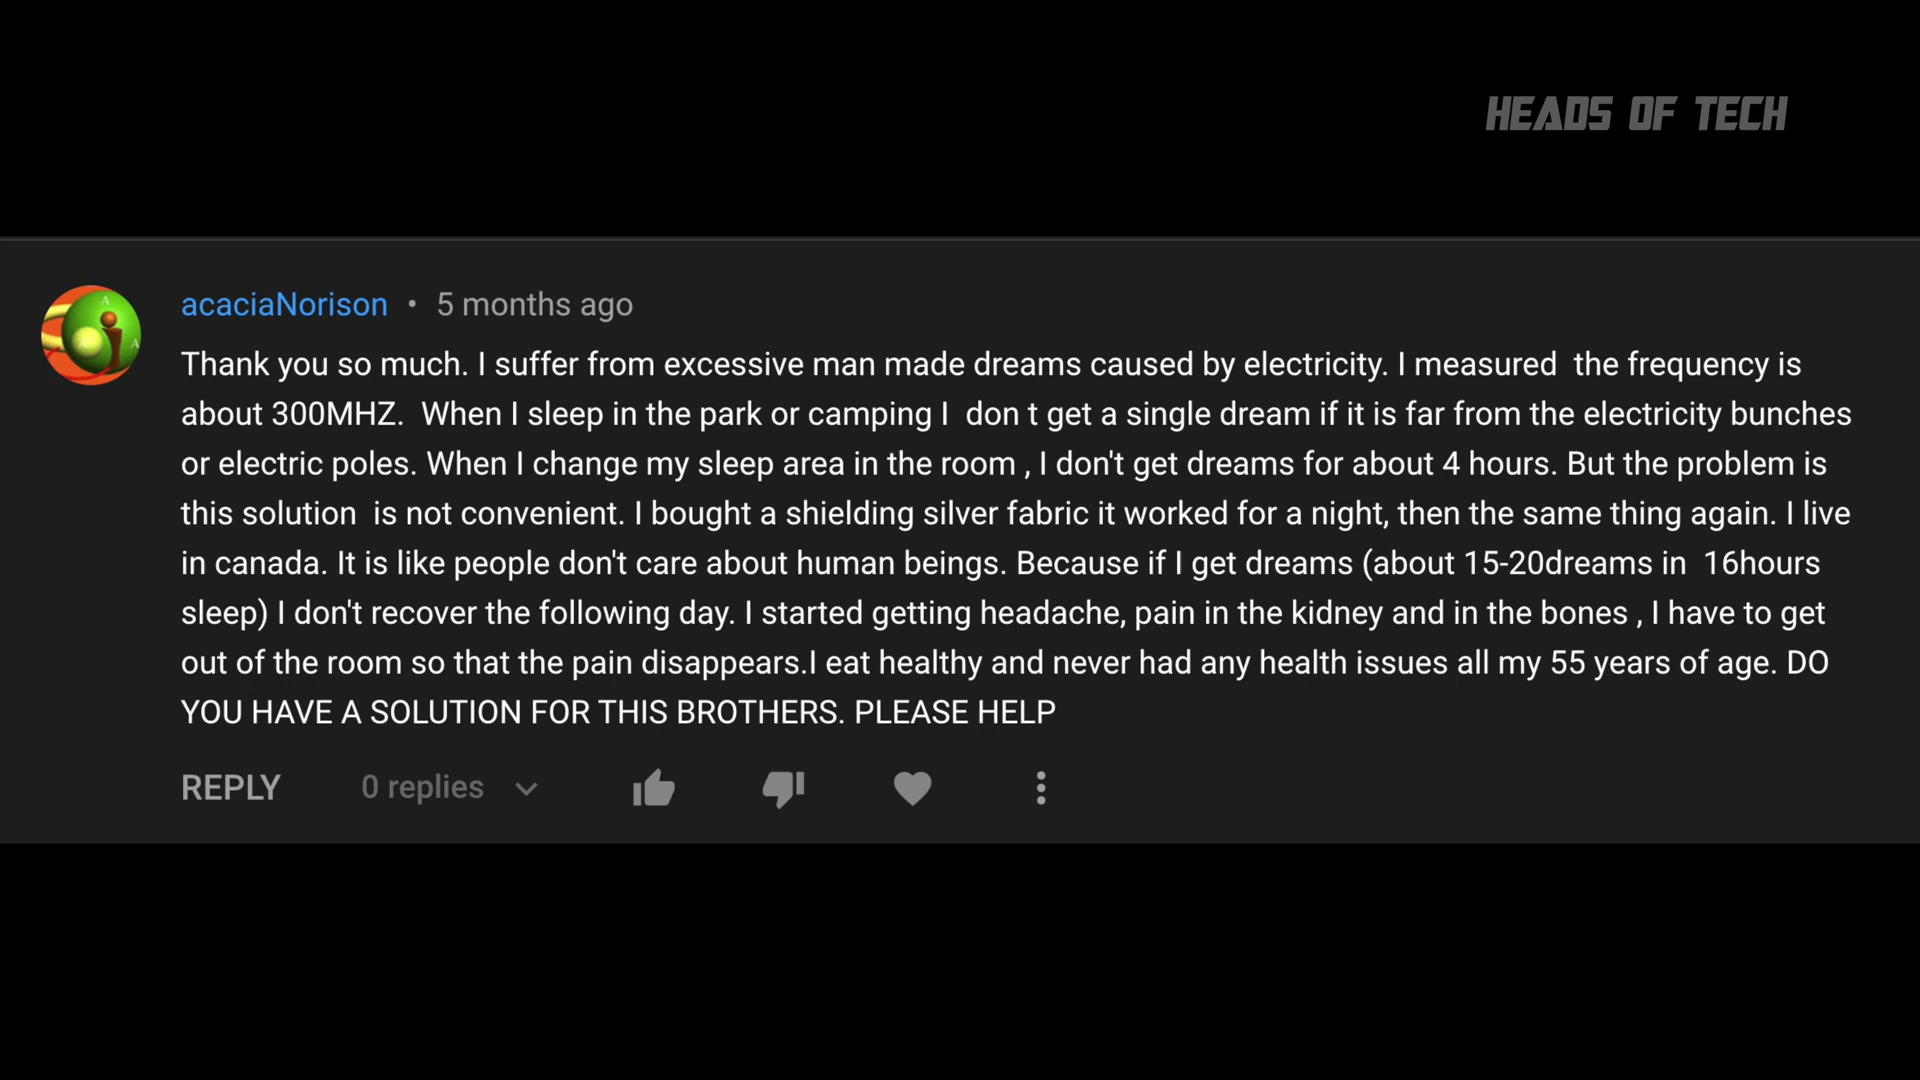 HEADS OF TECH
acaciaNorison • 5 months ago
Thank you so much. I suffer from excessive man made dreams caused by electricity. I measured  the frequency is
about 300MHZ.  When I sleep in the park or camping I  don t get a single dream if it is far from the electricity bunches
or electric poles. When I change my sleep area in the room , I don't get dreams for about 4 hours. But the problem is
this solution  is not convenient. I bought a shielding silver fabric it worked for a night, then the same thing again. I live
in canada. It is like people don't care about human beings. Because if I get dreams (about 15-20dreams in  16hours
sleep) I don't recover the following day. I started getting headache, pain in the kidney and in the bones , I have to get
out of the room so that the pain disappears.I eat healthy and never had any health issues all my 55 years of age. DO
YOU HAVE A SOLUTION FOR THIS BROTHERS. PLEASE HELP
REPLY 0 replies